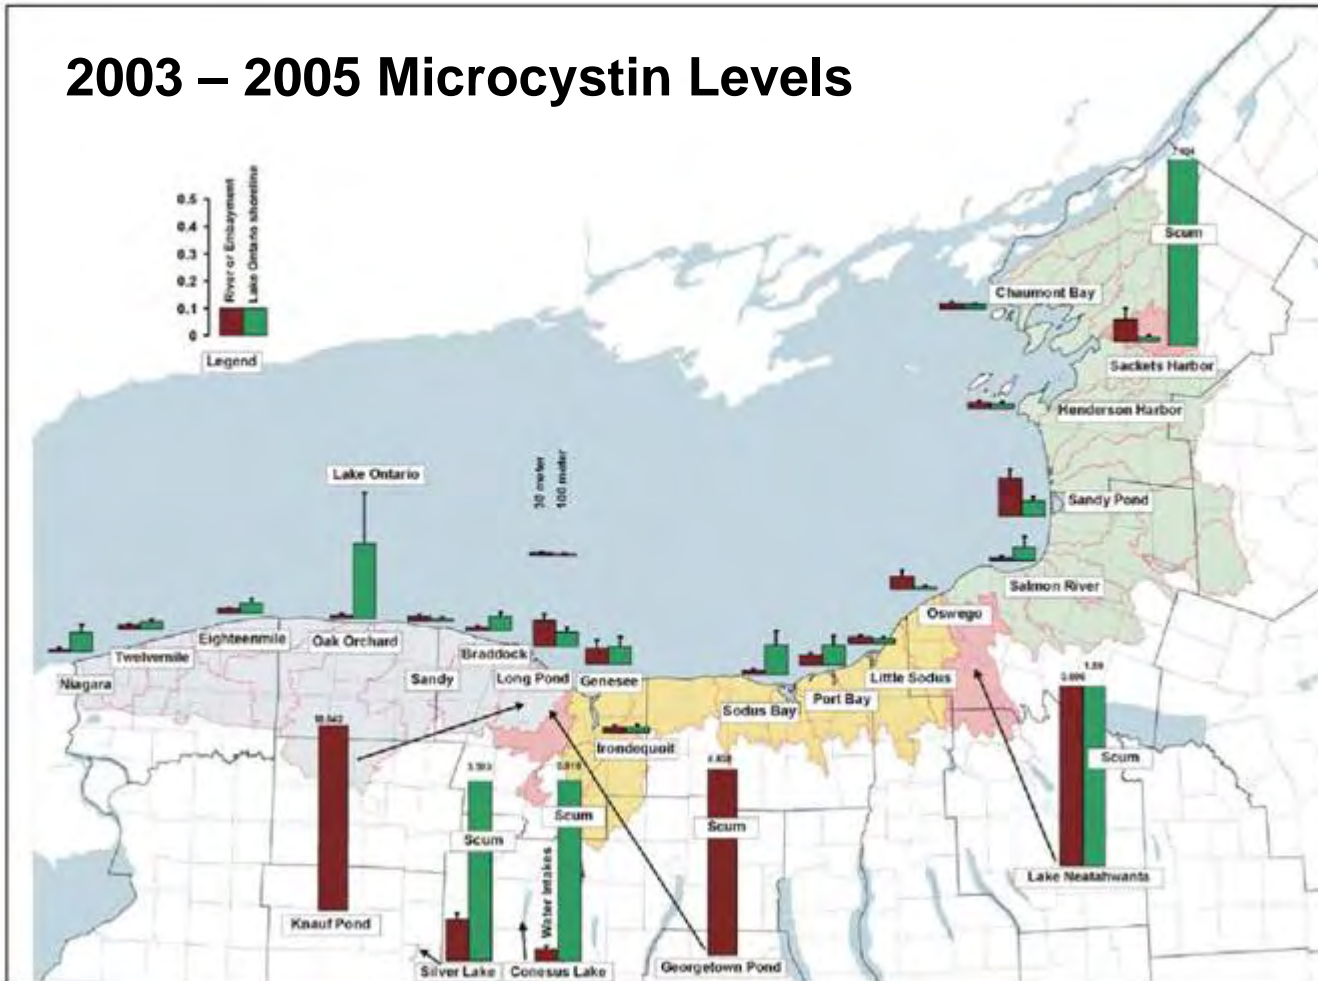 2003 – 2005 Microcystin Levels
Scum
0.5
0.4
0.3
0.2
0.1
0
River or Embayment
Lake Ontario shoreline
Legend
Chaumont Bay
Sackets Harbor
Henderson Harbor
Lake Ontario
30 meter
100 meter
Sandy Pond
Salmon River
Oswego
Eighteenmile
Oak Orchard
Twelvemile
Braddock
Niagara
Sandy
Long Pond
Genesee
Little Sodus
Port Bay
Sodus Bay
Irondequoit
1.59
Scum
Scum
Scum
Scum
Water Intakes
Lake Neatahwanta
Knauf Pond
Silver Lake
Conesus Lake
Georgetown Pond